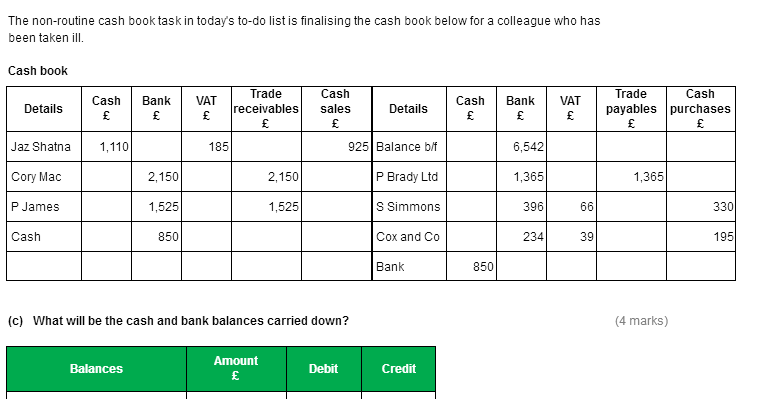 The non-routine cash book task in today's to-do list is finalising the cash book below for a colleague who has
been taken ill.
Cash book
Details Cash £ Bank £ VAT £ Trade receivables £ Cash sales £ Details Cash £ Bank £ VAT £ Trade payables £ Cash purchases £
Jaz Shatna 1,110 185 925 Balance b/f 6,542
Cory Mac 2,150 2,150 P Brady Ltd 1,365 1,365
P James 1,525 1,525 S Simmons 396 66 330
Cash 850 Cox and Co 234 39 195
Bank 850
(c) What will be the cash and bank balances carried down? (4 marks)
Balances Amount £ Debit Credit